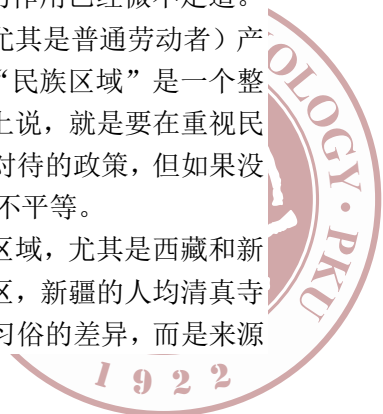 的作用已经微不足道。
尤其是普通劳动者）产
“民族区域”是一个整
上说，就是要在重视民
对待的政策，但如果没
不平等。
区域，尤其是西藏和新
区，新疆的人均清真寺
习俗的差异，而是来源
OLOGY · PKU
1922